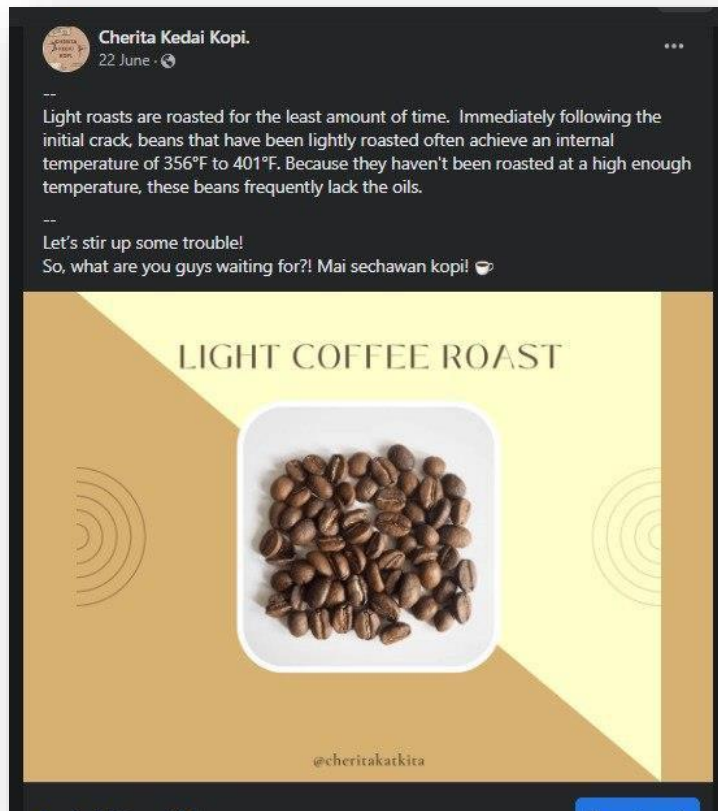 Cherita Kedai Kopi.
22 June ·
--
Light roasts are roasted for the least amount of time. Immediately following the
initial crack, beans that have been lightly roasted often achieve an internal
temperature of 356°F to 401°F. Because they haven't been roasted at a high enough
temperature, these beans frequently lack the oils.
--
Let's stir up some trouble!
So, what are you guys waiting for?! Mai sechawan kopi! ☕
LIGHT COFFEE ROAST
@cheritakatkita